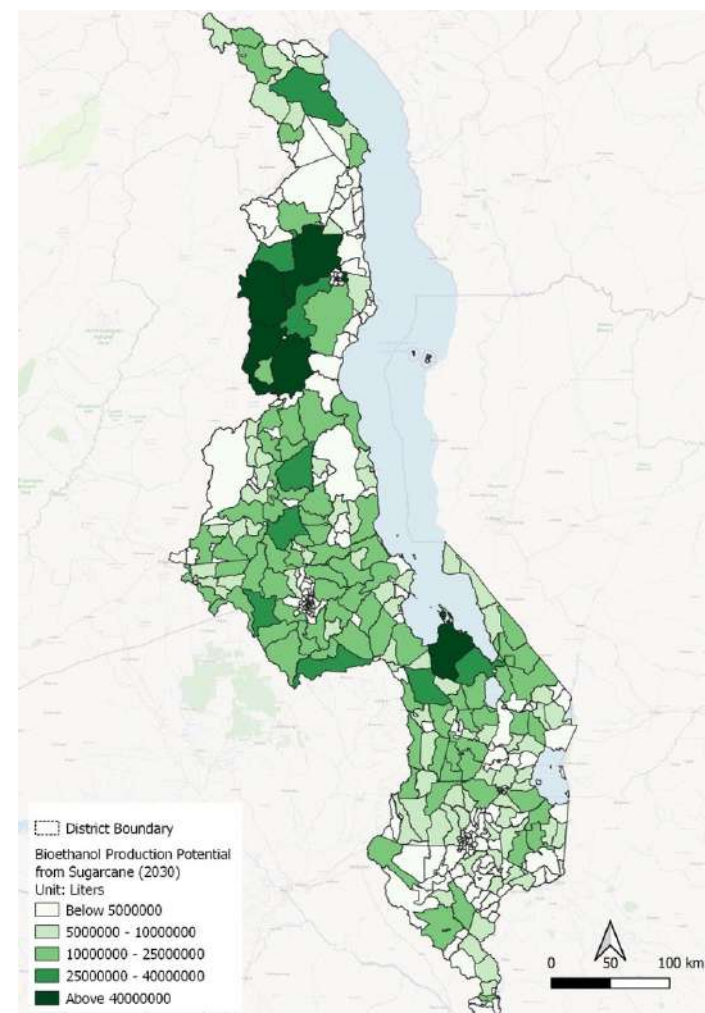 District Boundary
Bioethanol Production Potential
from Sugarcane (2030)
Unit: Liters
Below 5000000
5000000 - 10000000
10000000 - 25000000
25000000 - 40000000
Above 40000000
0 50 100 km